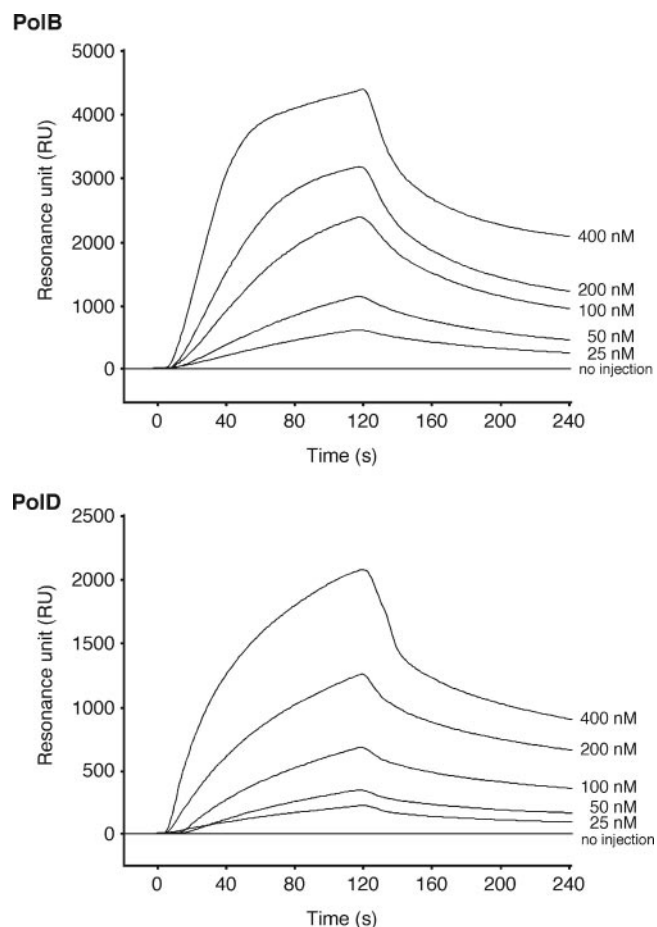 PolB
5000
4000
3000
2000
1000
0
Resonance unit (RU)
400 nM
200 nM
100 nM
50 nM
25 nM
no injection
0 40 80 120 160 200 240
Time (s)
PolD
2500
2000
1500
1000
500
0
Resonance unit (RU)
400 nM
200 nM
100 nM
50 nM
25 nM
no injection
0 40 80 120 160 200 240
Time (s)